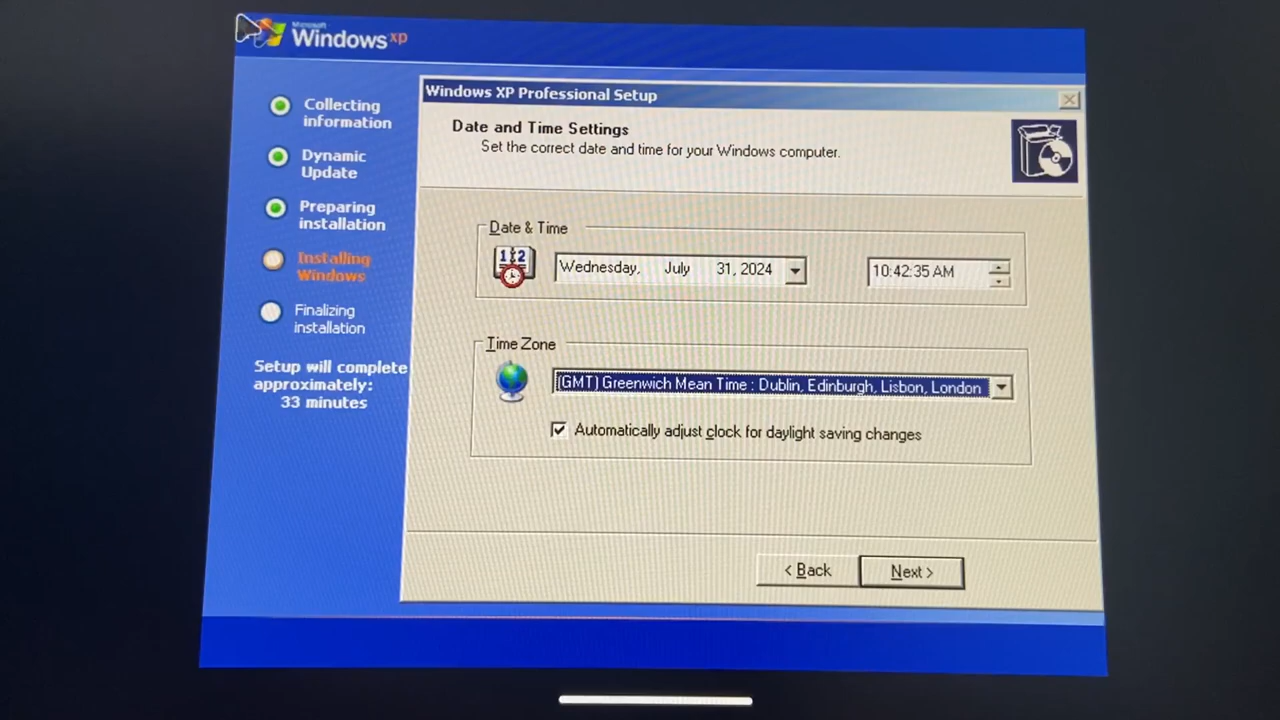 Microsoft
Windows xp
Collecting
information
Dynamic
Update
Preparing
installation
Installing
Windows
Finalizing
installation
Setup will complete
approximately:
33 minutes
Windows XP Professional Setup
Date and Time Settings
Set the correct date and time for your Windows computer.
Date & Time
12
Wednesday, July 31, 2024
10:42:35 AM
Time Zone
(GMT) Greenwich Mean Time : Dublin, Edinburgh, Lisbon, London
Automatically adjust clock for daylight saving changes
< Back
Next >